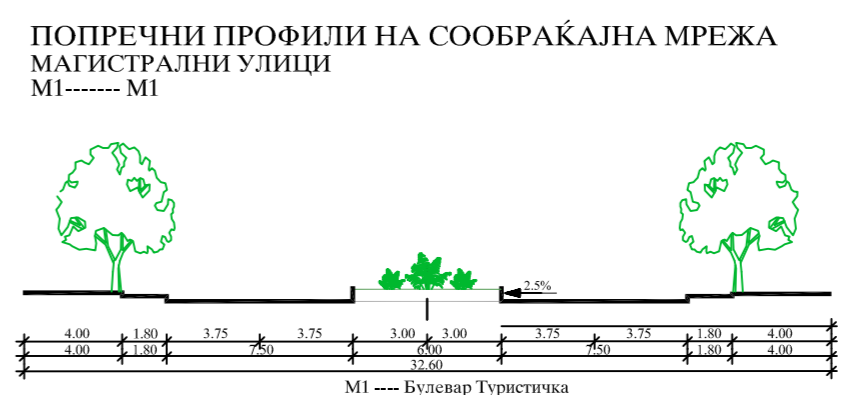 ПОПРЕЧНИ ПРОФИЛИ НА СООБРАЌАЈНА МРЕЖА
МАГИСТРАЛНИ УЛИЦИ
М1------- М1
2.5%
4.00 1.80 3.75 3.75 3.00 3.00 3.75 3.75 1.80 4.00
4.00 1.80 7.50 6.00 7.50 1.80 4.00
32.60
М1 ---- Булевар Туристичка